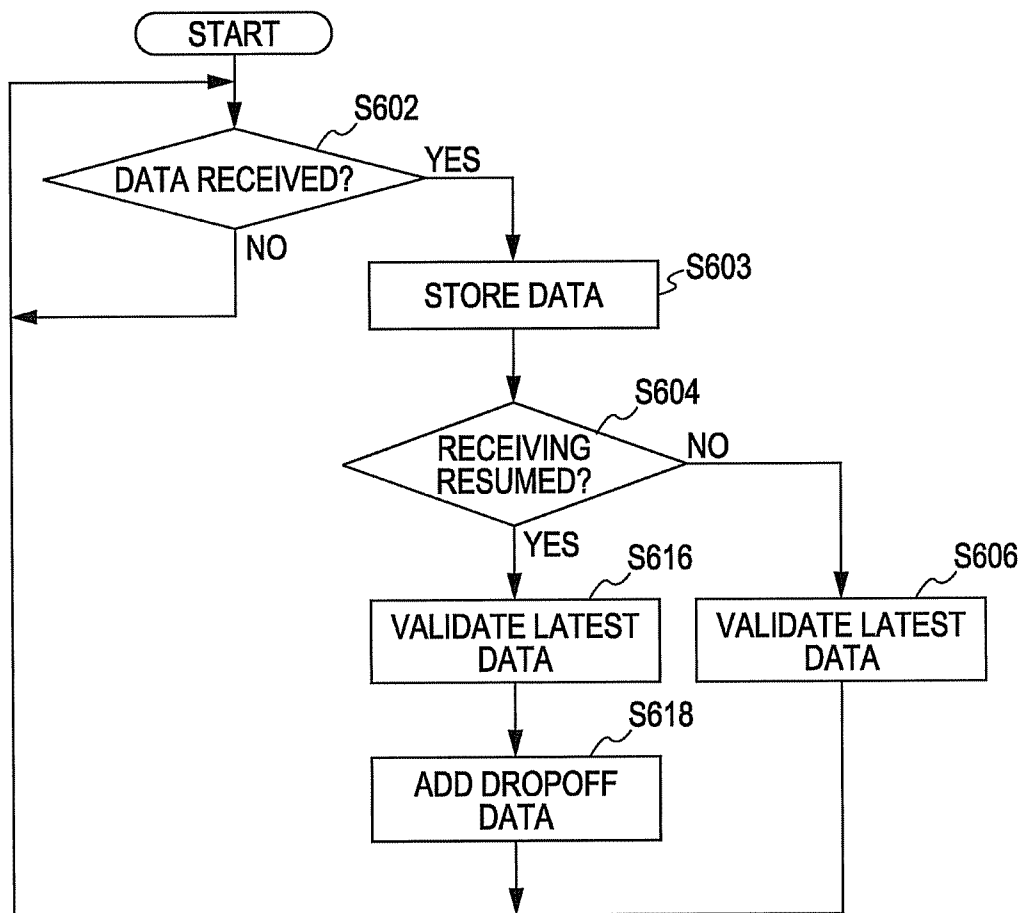 START
S602
DATA RECEIVED?
YES
NO
S603
STORE DATA
S604
RECEIVING
RESUMED?
NO
YES
S616
VALIDATE LATEST
DATA
S606
VALIDATE LATEST
DATA
S618
ADD DROPOFF
DATA